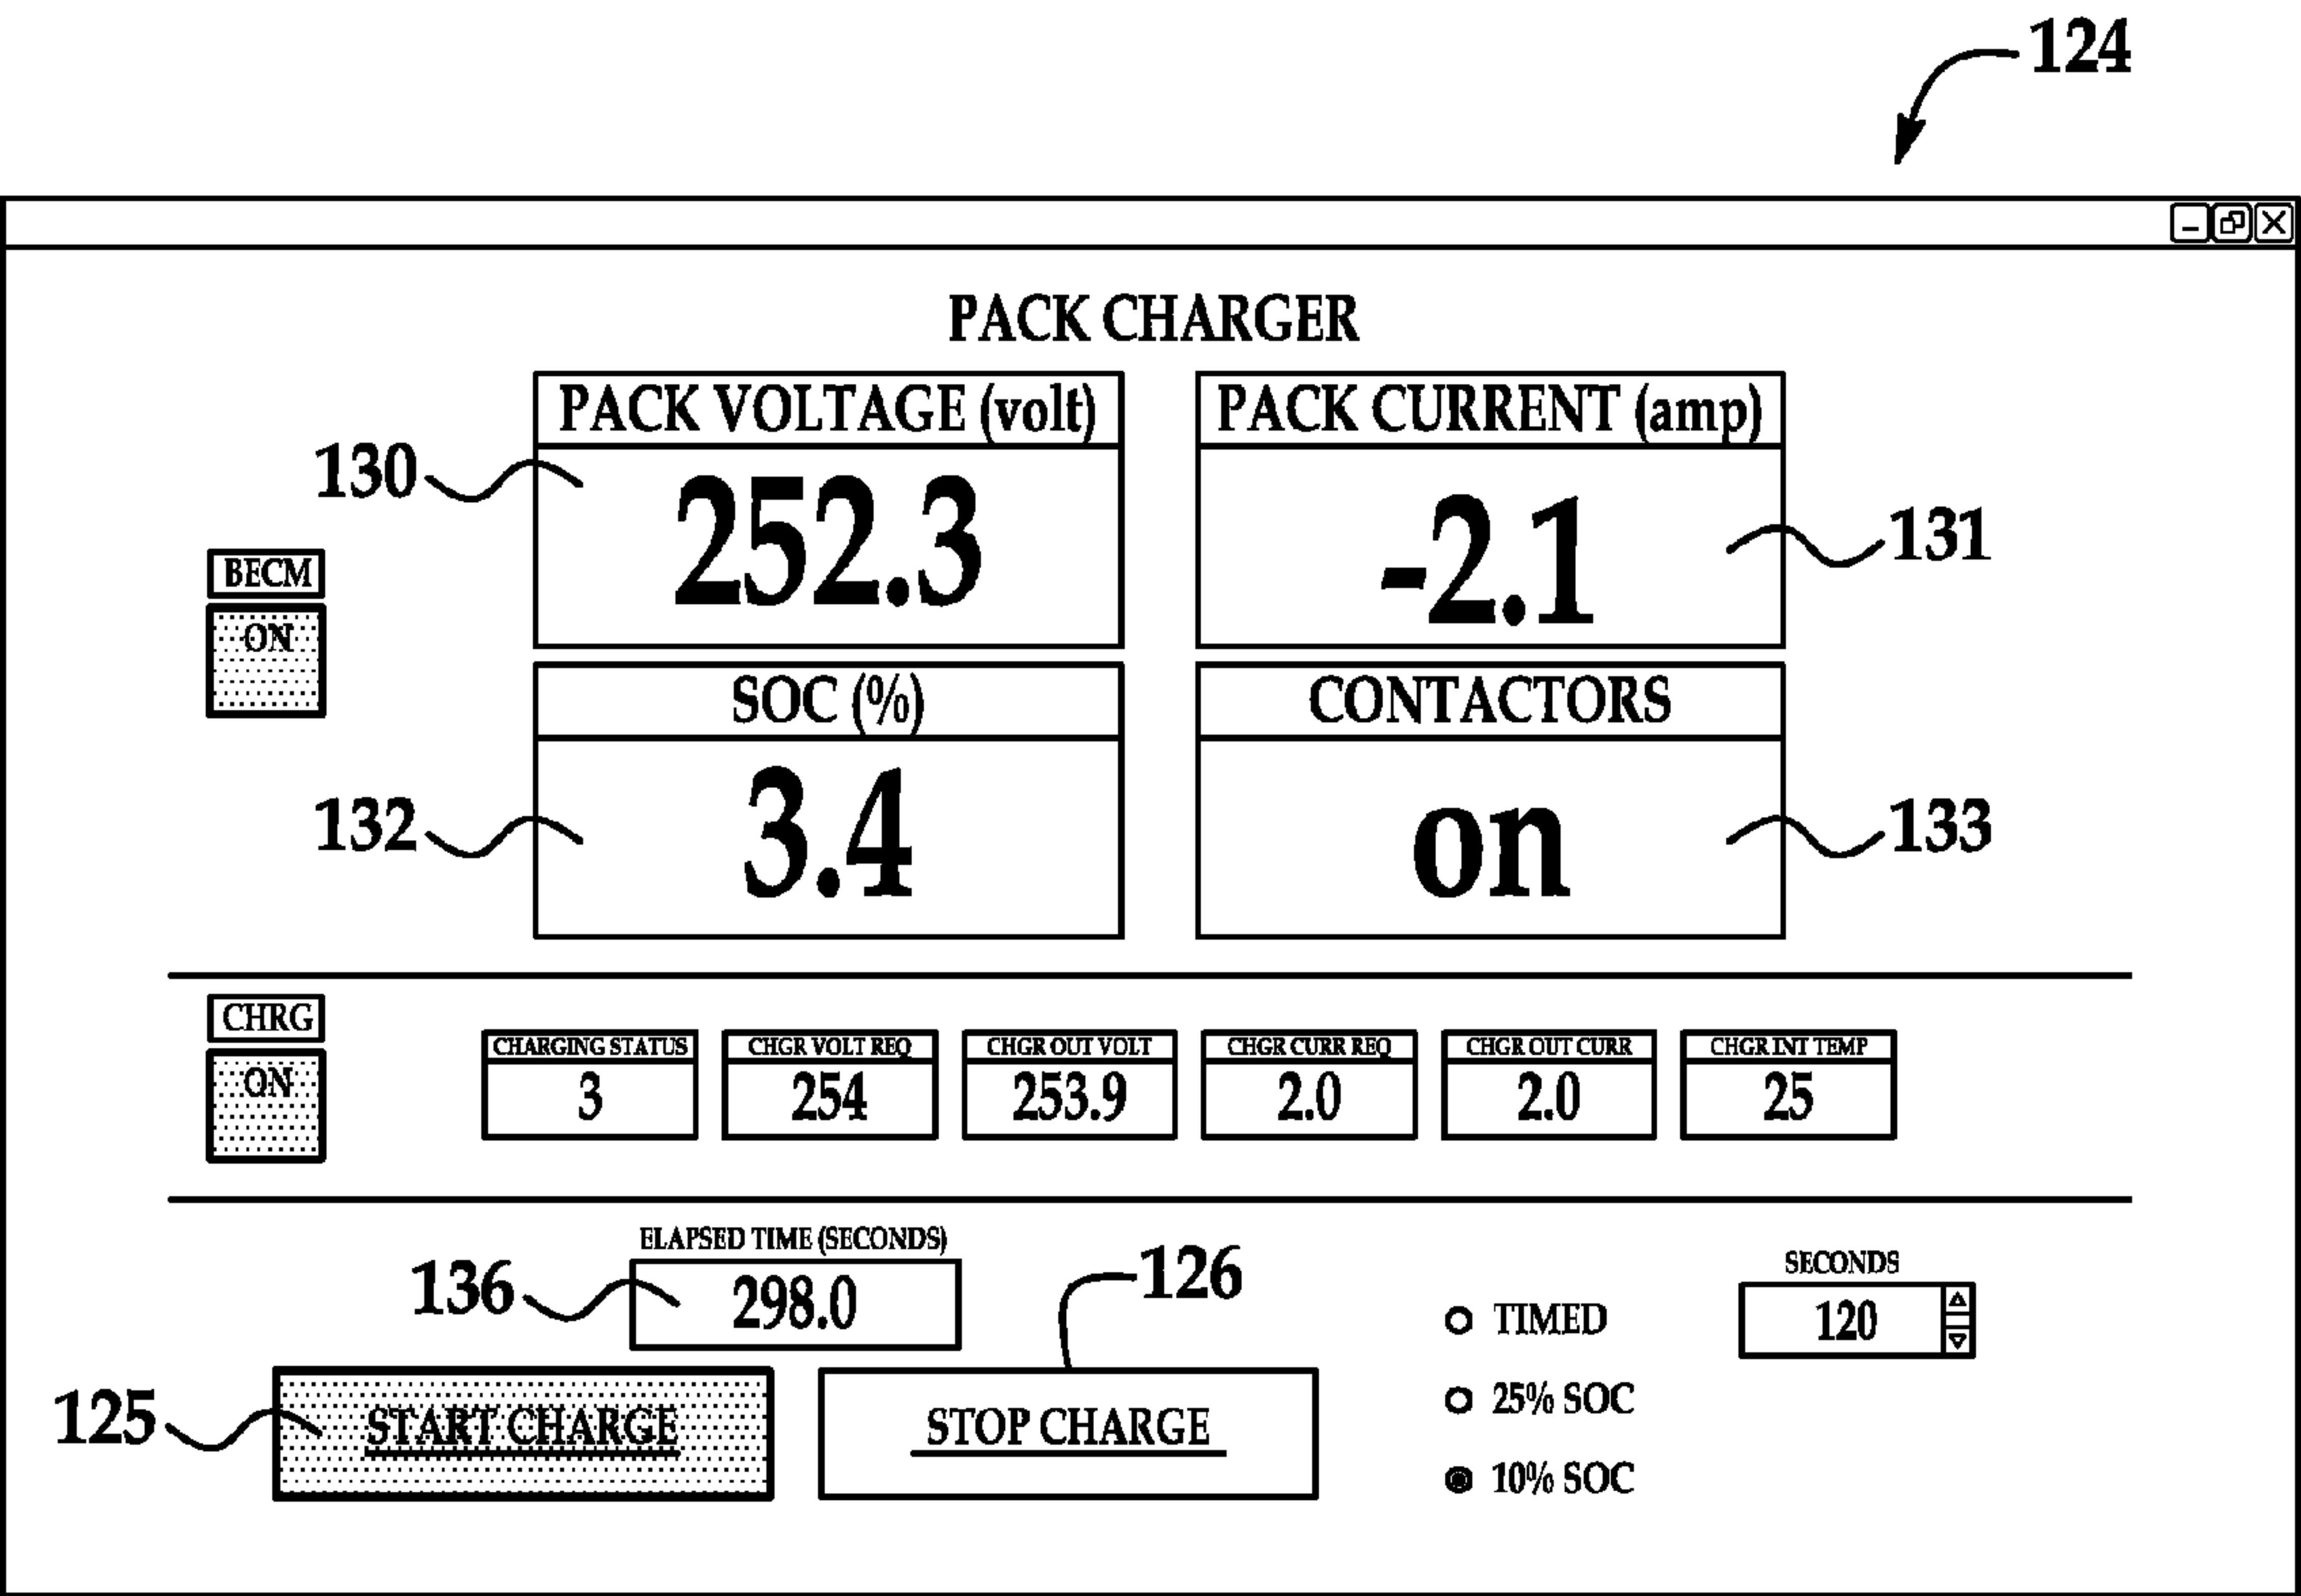 124
PACK CHARGER
PACK VOLTAGE (volt) PACK CURRENT (amp)
130 252.3 -2.1 131
BECM
ON
SOC (%) CONTACTORS
132 3.4 on 133
CHRG
ON
CHARGING STATUS CHGR VOLT REQ CHGR OUT VOLT CHGR CURR REQ CHGR OUT CURR CHGR INT TEMP
3 254 253.9 2.0 2.0 25
ELAPSED TIME (SECONDS)
136 298.0 126
SECONDS
TIMED 120
25% SOC
125 START CHARGE STOP CHARGE
10% SOC